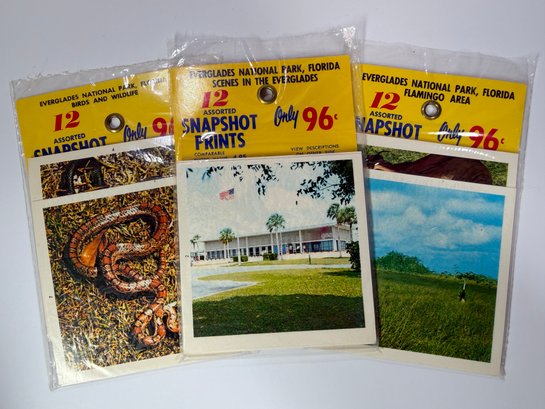 EVERGLADES NATIONAL PARK, FLORIDA
BIRDS AND WILDLIFE
12
ASSORTED
Only 96
SNAPSHOT
EVERGLADES NATIONAL PARK, FLORIDA
SCENES IN THE EVERGLADES
12
ASSORTED
Only 96¢
SNAPSHOT
PRINTS
COMPARABLE
VIEW DESCRIPTIONS
EVERGLADES NATIONAL PARK, FLORIDA
FLAMINGO AREA
12
ASSORTED
Only 96¢
SNAPSHOT